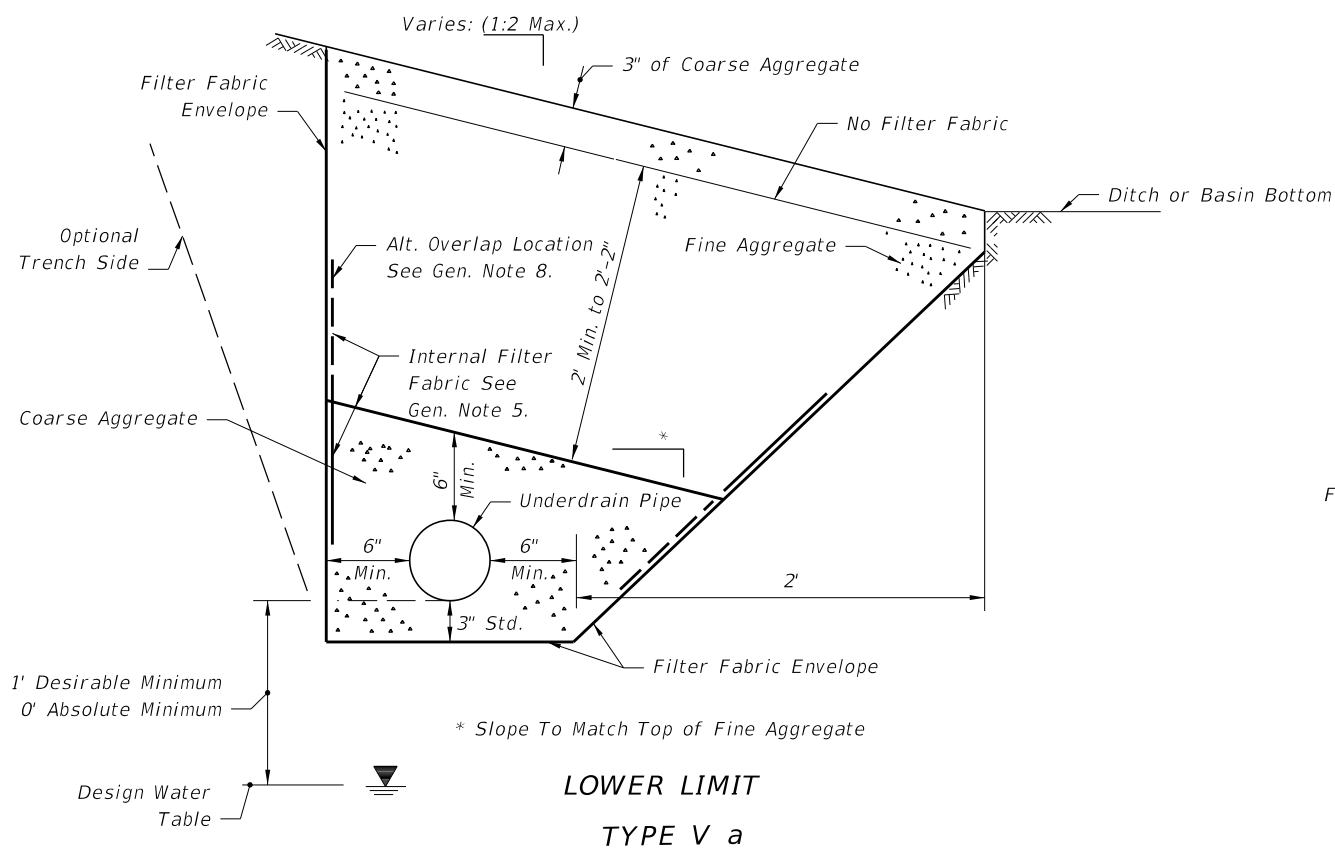 Varies: (1:2 Max.)
3" of Coarse Aggregate
Filter Fabric
Envelope
No Filter Fabric
Ditch or Basin Bottom
Optional
Trench Side
Alt. Overlap Location
See Gen. Note 8.
Fine Aggregate
2' Min. to 2'-2"
Internal Filter
Fabric See
Gen. Note 5.
Coarse Aggregate
*
6"
Min.
Underdrain Pipe
F
6"
Min.
6"
Min.
2'
3" Std.
Filter Fabric Envelope
1' Desirable Minimum
0' Absolute Minimum
* Slope To Match Top of Fine Aggregate
Design Water
Table
LOWER LIMIT
TYPE V a